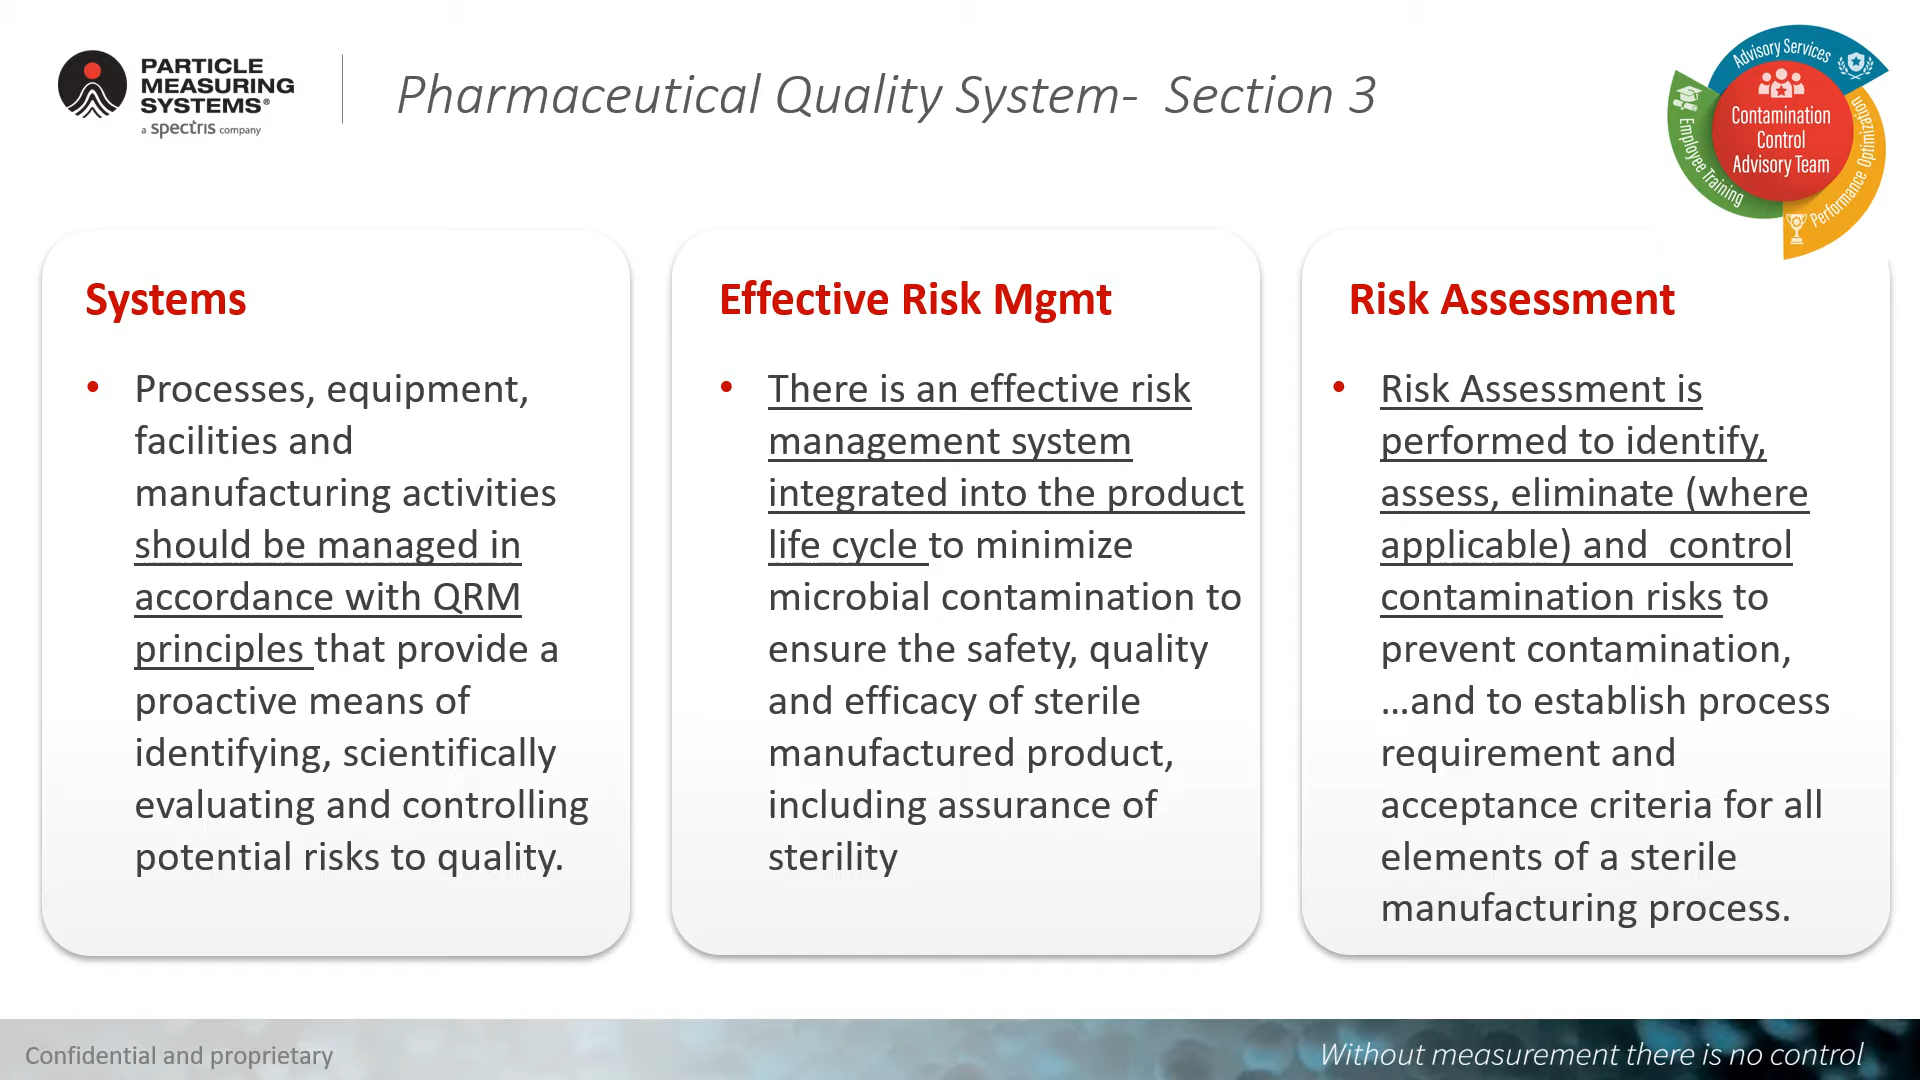 PARTICLE
MEASURING
SYSTEMS®
a spectris company
Pharmaceutical Quality System-  Section 3
Advisory Services
Employee Training
Performance Optimization
Contamination
Control
Advisory Team
Systems
• Processes, equipment,
facilities and
manufacturing activities
should be managed in
accordance with QRM
principles that provide a
proactive means of
identifying, scientifically
evaluating and controlling
potential risks to quality.
Effective Risk Mgmt
• There is an effective risk
management system
integrated into the product
life cycle to minimize
microbial contamination to
ensure the safety, quality
and efficacy of sterile
manufactured product,
including assurance of
sterility
Risk Assessment
• Risk Assessment is
performed to identify,
assess, eliminate (where
applicable) and  control
contamination risks to
prevent contamination,
…and to establish process
requirement and
acceptance criteria for all
elements of a sterile
manufacturing process.
Confidential and proprietary
Without measurement there is no control